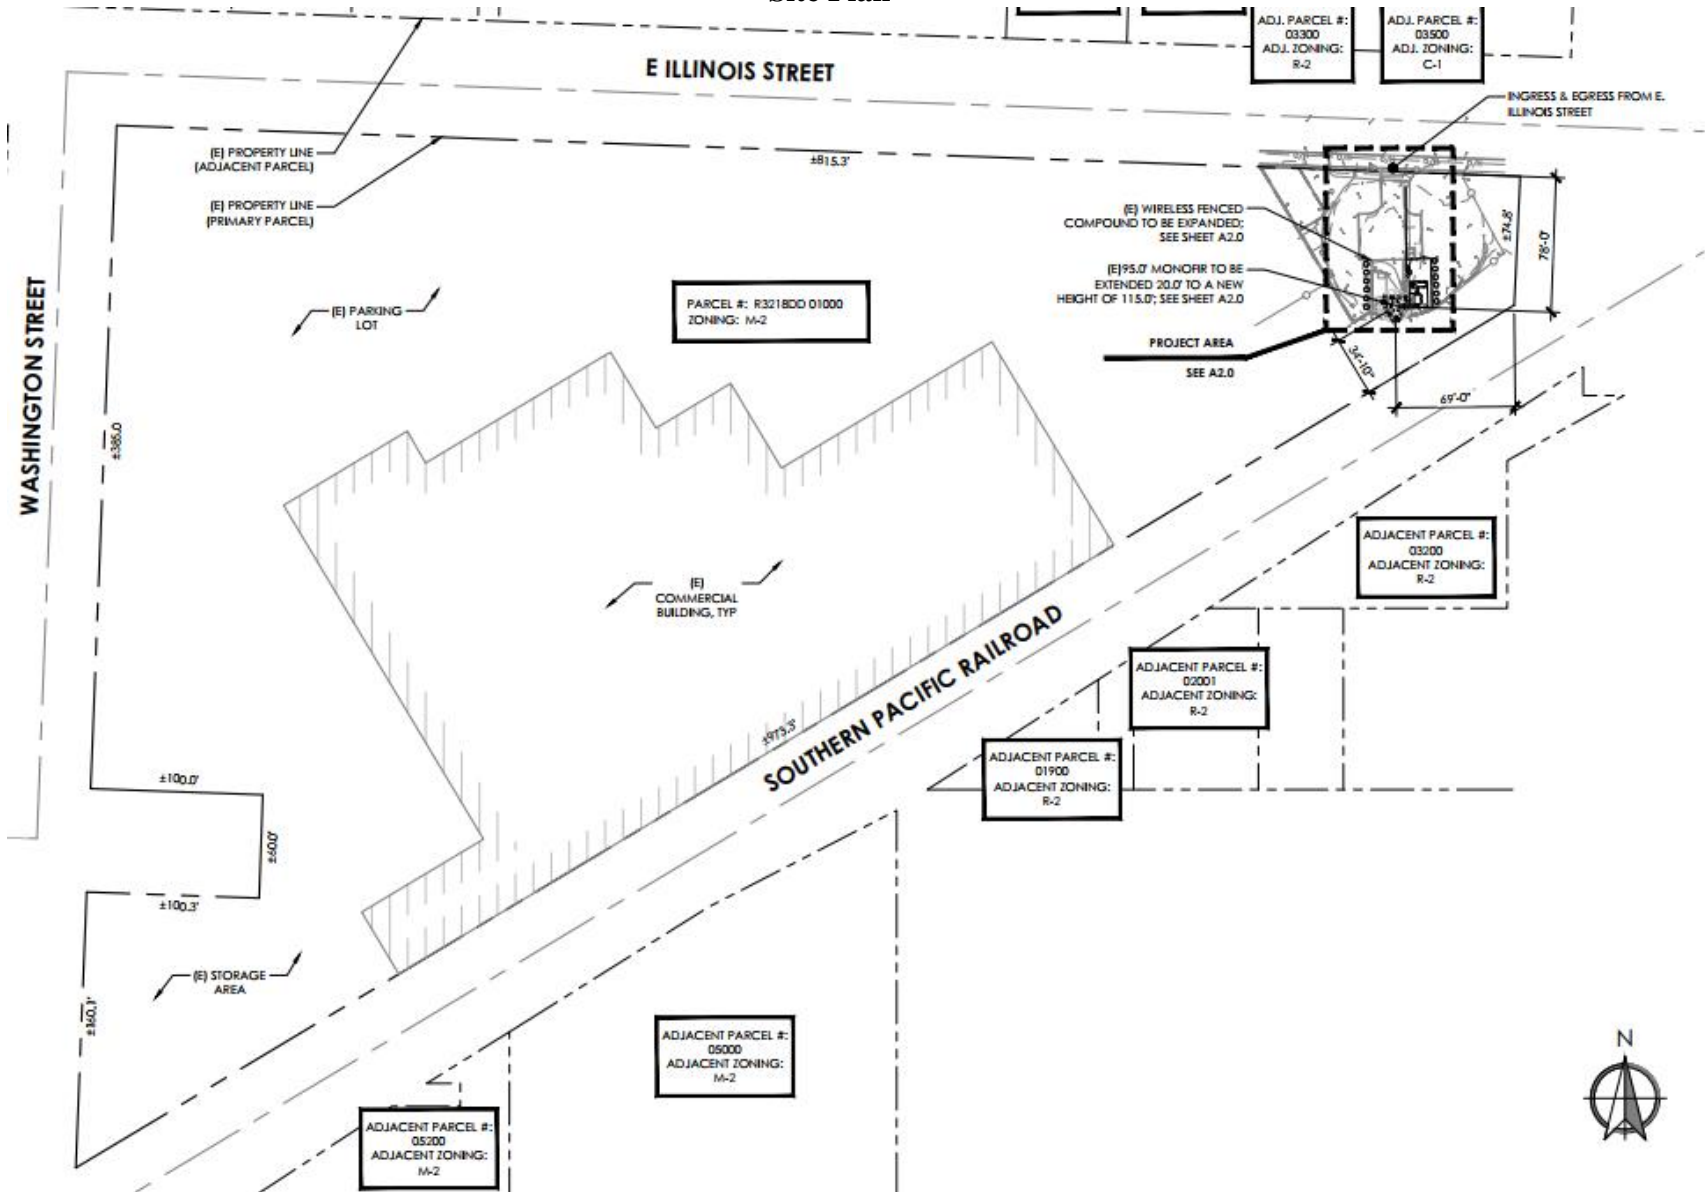 Site Plan
ADJ. PARCEL #:
03300
ADJ. ZONING:
R-2
ADJ. PARCEL #:
03500
ADJ. ZONING:
C-1
E ILLINOIS STREET
INGRESS & EGRESS FROM E.
ILLINOIS STREET
(E) PROPERTY LINE
(ADJACENT PARCEL)
±815.3'
(E) PROPERTY LINE
(PRIMARY PARCEL)
(E) WIRELESS FENCED
COMPOUND TO BE EXPANDED;
SEE SHEET A2.0
±74.8'
78'-0"
(E)95.0' MONOFIR TO BE
EXTENDED 20.0' TO A NEW
HEIGHT OF 115.0'; SEE SHEET A2.0
PARCEL #: R3218DD 01000
ZONING: M-2
(E) PARKING
LOT
PROJECT AREA
SEE A2.0
34'-10"
69'-0"
WASHINGTON STREET
±385.0'
ADJACENT PARCEL #:
03200
ADJACENT ZONING:
R-2
(E)
COMMERCIAL
BUILDING, TYP
SOUTHERN PACIFIC RAILROAD
±973.3'
ADJACENT PARCEL #:
02001
ADJACENT ZONING:
R-2
ADJACENT PARCEL #:
01900
ADJACENT ZONING:
R-2
±100.0'
±60.0'
±100.3'
(E) STORAGE
AREA
ADJACENT PARCEL #:
05000
ADJACENT ZONING:
M-2
N
ADJACENT PARCEL #:
05200
ADJACENT ZONING:
M-2